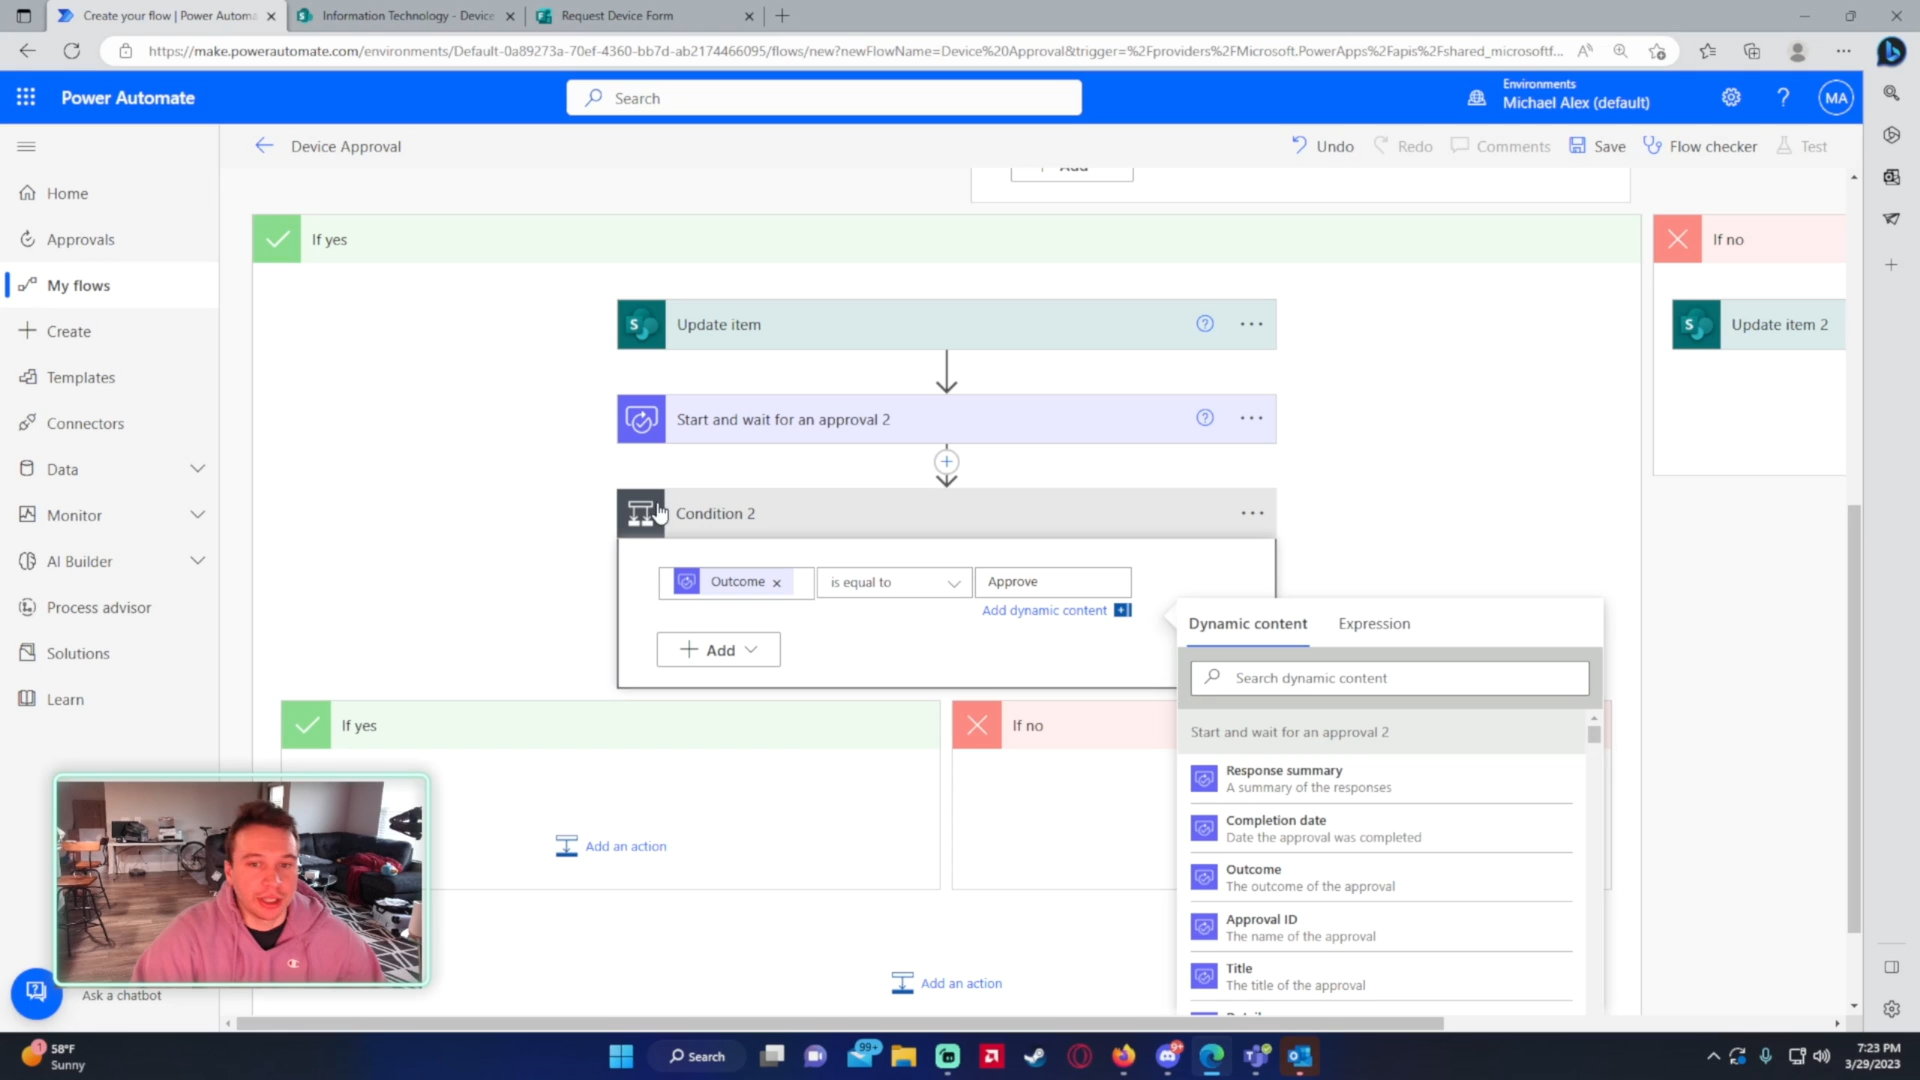 Create your flow | Power Automa
Information Technology - Device
Request Device Form
https://make.powerautomate.com/environments/Default-0a89273a-70ef-4360-bb7d-ab2174466095/flows/new?newFlowName=Device%20Approval&trigger=%2Fproviders%2FMicrosoft.PowerApps%2Fapis%2Fshared_microsoftf...
Power Automate
Search
Environments
Michael Alex (default)
?
MA
Device Approval
Undo
Redo
Comments
Save
Flow checker
Test
Home
Approvals
My flows
Create
Templates
Connectors
Data
Monitor
AI Builder
Process advisor
Solutions
Learn
Ask a chatbot
Add
If yes
If no
Update item
Update item 2
Start and wait for an approval 2
Condition 2
Outcome
is equal to
Approve
Add dynamic content
Add
If yes
If no
Add an action
Add an action
Dynamic content
Expression
Search dynamic content
Start and wait for an approval 2
Response summary
A summary of the responses
Completion date
Date the approval was completed
Outcome
The outcome of the approval
Approval ID
The name of the approval
Title
The title of the approval
1
58°F
Sunny
Search
99+
9+
7:23 PM
3/29/2023